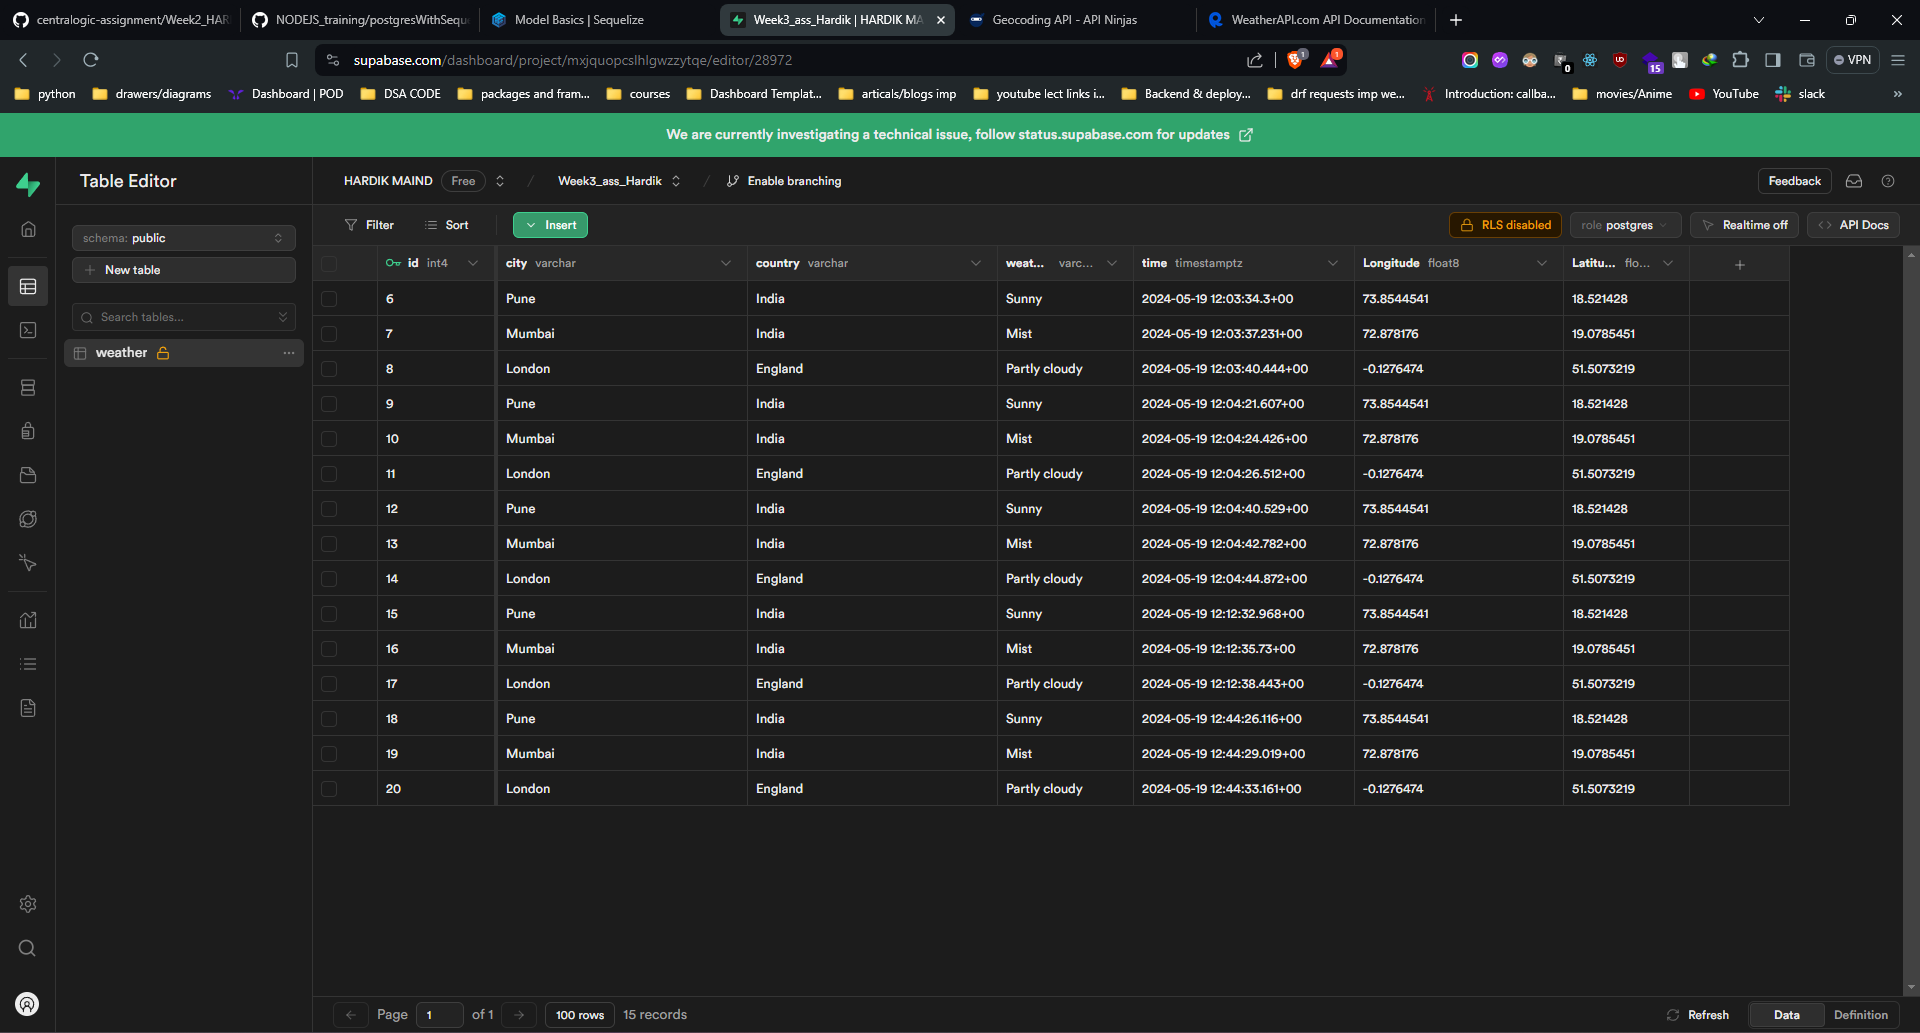 centralogic-assignment/Week2_HAR
NODEJS_training/postgresWithSeque
Model Basics | Sequelize
Week3_ass_Hardik | HARDIK MA
Geocoding API - API Ninjas
WeatherAPI.com API Documentation
supabase.com/dashboard/project/mxjquopcslhlgwzzytqe/editor/28972
1
1
0
UD
15
VPN
python
drawers/diagrams
Dashboard | POD
DSA CODE
packages and fram...
courses
Dashboard Templat...
articals/blogs imp
youtube lect links i...
Backend & deploy...
drf requests imp we...
Introduction: callba...
movies/Anime
YouTube
slack
We are currently investigating a technical issue, follow status.supabase.com for updates
Table Editor
HARDIK MAIND Free / Week3_ass_Hardik / Enable branching
Feedback
schema: public
New table
Search tables...
weather
Filter Sort Insert
RLS disabled role postgres Realtime off API Docs
id int4 city varchar country varchar weat... varc... time timestamptz Longitude float8 Latitu... flo...
6 Pune India Sunny 2024-05-19 12:03:34.3+00 73.8544541 18.521428
7 Mumbai India Mist 2024-05-19 12:03:37.231+00 72.878176 19.0785451
8 London England Partly cloudy 2024-05-19 12:03:40.444+00 -0.1276474 51.5073219
9 Pune India Sunny 2024-05-19 12:04:21.607+00 73.8544541 18.521428
10 Mumbai India Mist 2024-05-19 12:04:24.426+00 72.878176 19.0785451
11 London England Partly cloudy 2024-05-19 12:04:26.512+00 -0.1276474 51.5073219
12 Pune India Sunny 2024-05-19 12:04:40.529+00 73.8544541 18.521428
13 Mumbai India Mist 2024-05-19 12:04:42.782+00 72.878176 19.0785451
14 London England Partly cloudy 2024-05-19 12:04:44.872+00 -0.1276474 51.5073219
15 Pune India Sunny 2024-05-19 12:12:32.968+00 73.8544541 18.521428
16 Mumbai India Mist 2024-05-19 12:12:35.73+00 72.878176 19.0785451
17 London England Partly cloudy 2024-05-19 12:12:38.443+00 -0.1276474 51.5073219
18 Pune India Sunny 2024-05-19 12:44:26.116+00 73.8544541 18.521428
19 Mumbai India Mist 2024-05-19 12:44:29.019+00 72.878176 19.0785451
20 London England Partly cloudy 2024-05-19 12:44:33.161+00 -0.1276474 51.5073219
Page 1 of 1 100 rows 15 records
Refresh Data Definition